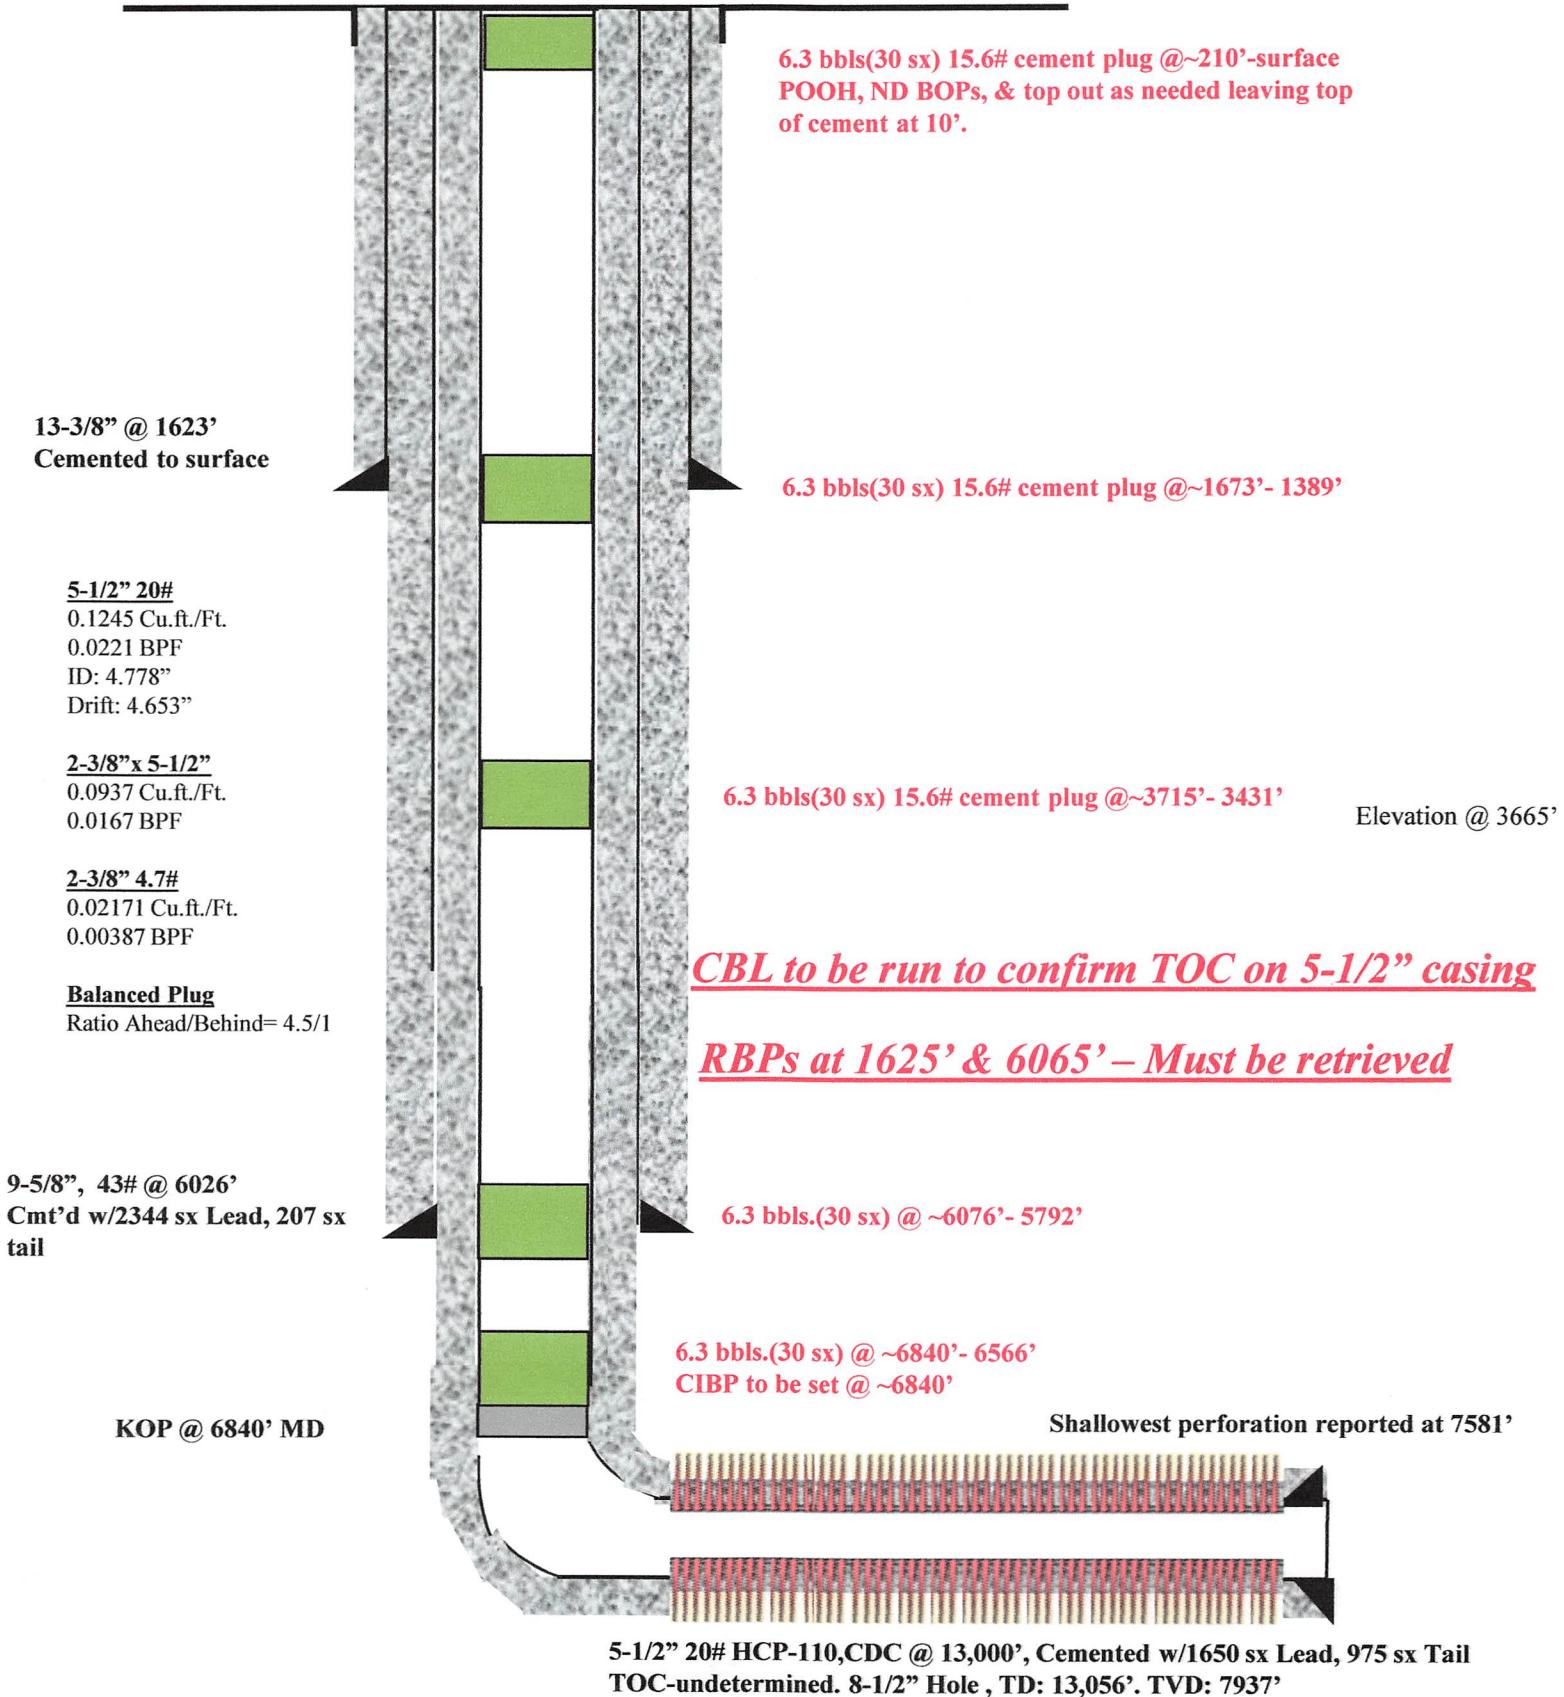 6.3 bbls(30 sx) 15.6# cement plug @~210’-surface
POOH, ND BOPs, & top out as needed leaving top
of cement at 10’.
13-3/8” @ 1623’
Cemented to surface
6.3 bbls(30 sx) 15.6# cement plug @~1673’- 1389’
5-1/2” 20#
0.1245 Cu.ft./Ft.
0.0221 BPF
ID: 4.778”
Drift: 4.653”
2-3/8”x 5-1/2”
0.0937 Cu.ft./Ft.
0.0167 BPF
6.3 bbls(30 sx) 15.6# cement plug @~3715’- 3431’
Elevation @ 3665’
2-3/8” 4.7#
0.02171 Cu.ft./Ft.
0.00387 BPF
Balanced Plug
Ratio Ahead/Behind= 4.5/1
CBL to be run to confirm TOC on 5-1/2” casing
RBPs at 1625’ & 6065’ – Must be retrieved
9-5/8”, 43# @ 6026’
Cmt’d w/2344 sx Lead, 207 sx
tail
6.3 bbls.(30 sx) @ ~6076’- 5792’
6.3 bbls.(30 sx) @ ~6840’- 6566’
CIBP to be set @ ~6840’
KOP @ 6840’ MD
Shallowest perforation reported at 7581’
5-1/2” 20# HCP-110,CDC @ 13,000’, Cemented w/1650 sx Lead, 975 sx Tail
TOC-undetermined. 8-1/2” Hole , TD: 13,056’. TVD: 7937’